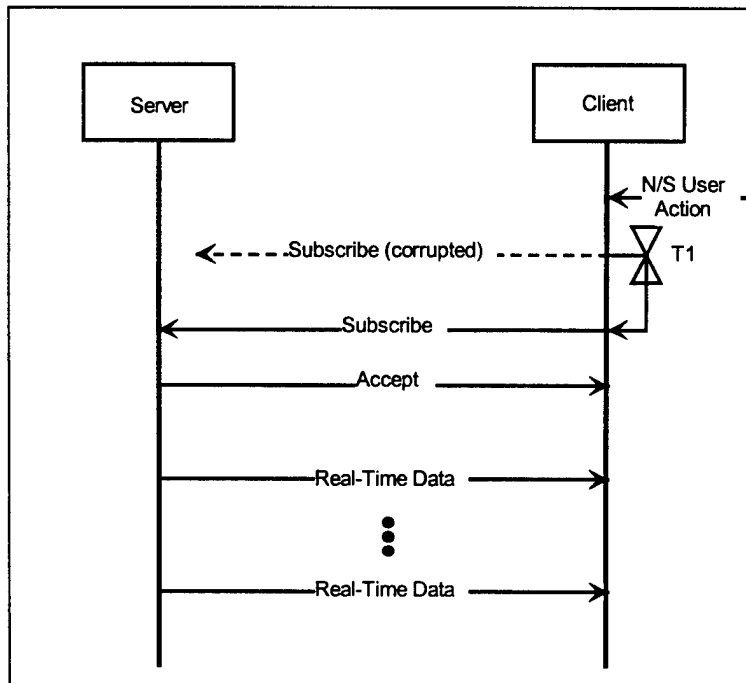 Server
Client
N/S User
Action
Subscribe (corrupted)
T1
Subscribe
Accept
Real-Time Data
Real-Time Data